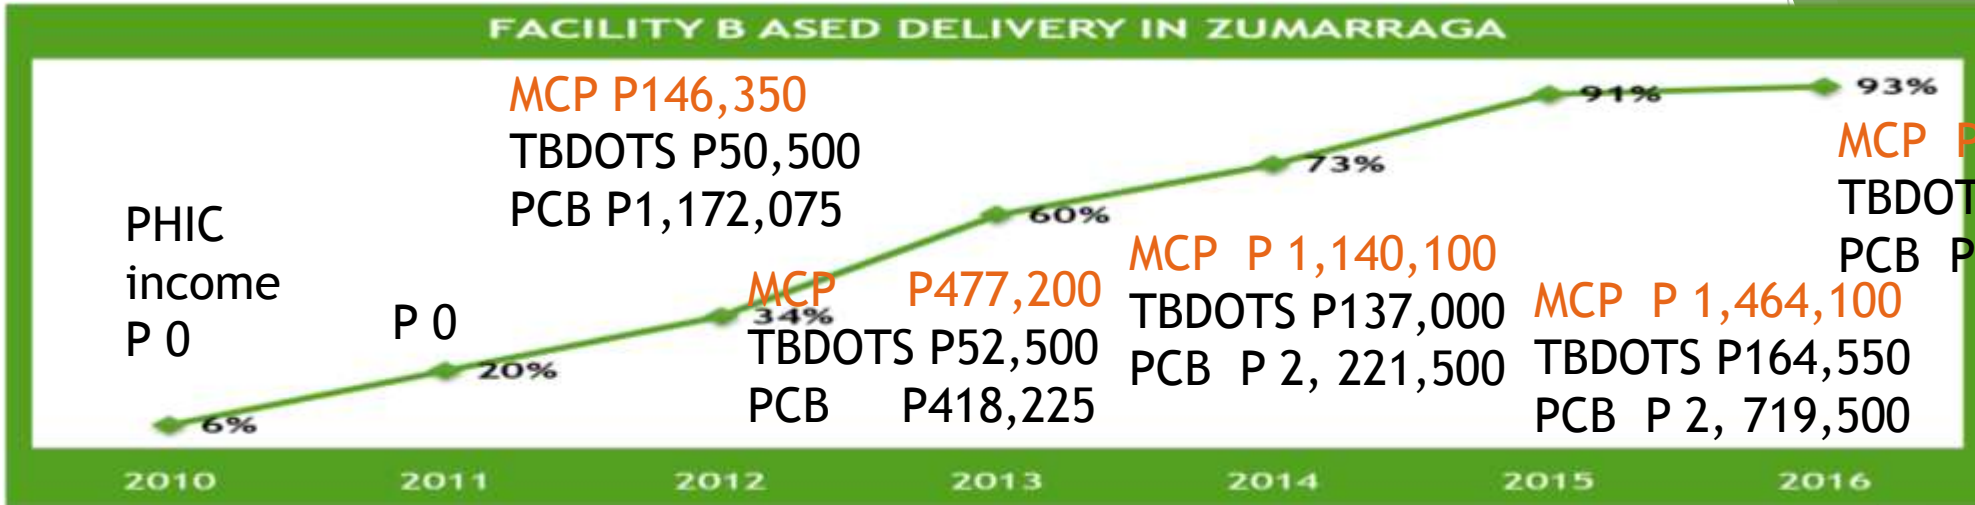 FACILITY B ASED DELIVERY IN ZUMARRAGA
MCP P146,350
TBDOTS P50,500
PCB P1,172,075
PHIC
income
P 0
P 0
MCP P477,200
TBDOTS P52,500
PCB P418,225
MCP P 1,140,100
TBDOTS P137,000
PCB P 2, 221,500
MCP P 1,464,100
TBDOTS P164,550
PCB P 2, 719,500
MCP P
TBDOT
PCB P
6%
20%
34%
60%
73%
91%
93%
2010 2011 2012 2013 2014 2015 2016